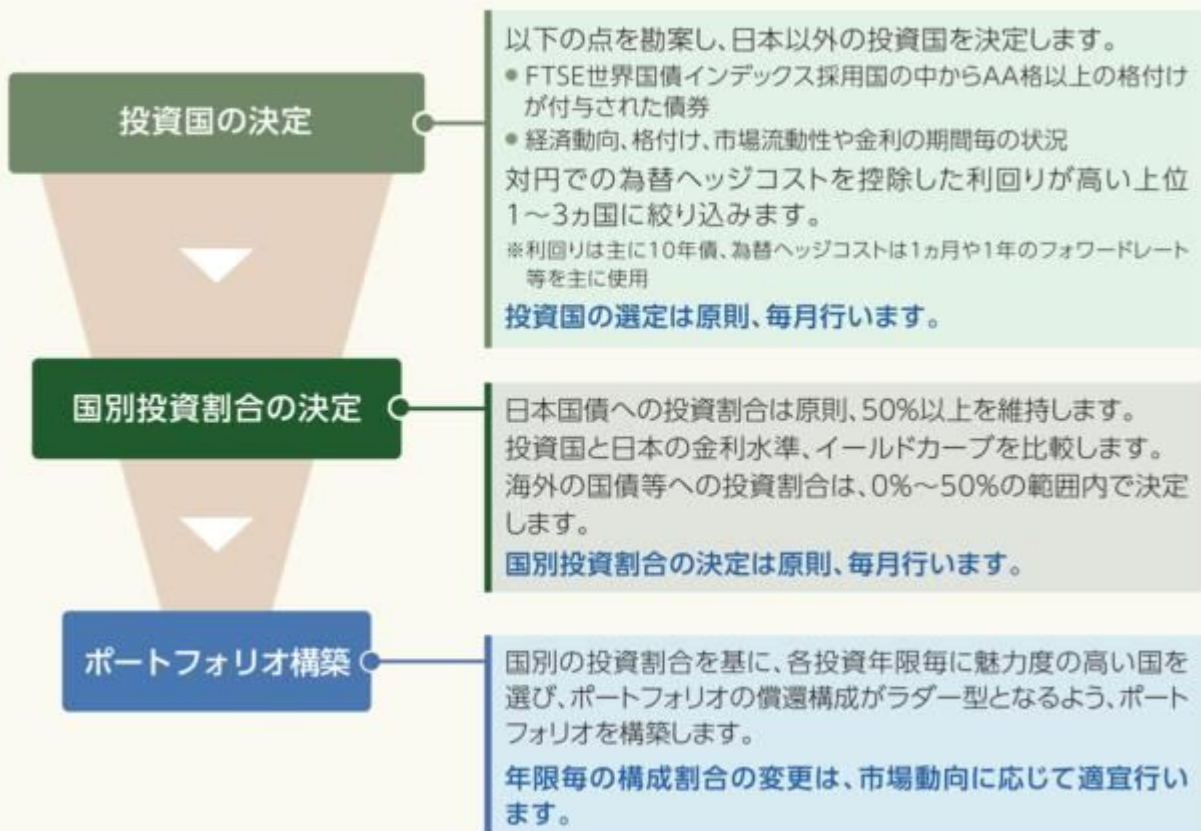 投資国の決定
以下の点を勘案し、日本以外の投資国を決定します。
● FTSE世界国債インデックス採用国の中からAA格以上の格付け
が付与された債券
● 経済動向、格付け、市場流動性や金利の期間毎の状況
対円での為替ヘッジコストを控除した利回りが高い上位
1～3ヵ国に絞り込みます。
※利回りは主に10年債、為替ヘッジコストは1ヵ月や1年のフォワードレート
等を主に使用
投資国の選定は原則、毎月行います。
国別投資割合の決定
日本国債への投資割合は原則、50%以上を維持します。
投資国と日本の金利水準、イールドカーブを比較します。
海外の国債等への投資割合は、0%～50%の範囲内で決定
します。
国別投資割合の決定は原則、毎月行います。
ポートフォリオ構築
国別の投資割合を基に、各投資年限毎に魅力度の高い国を
選び、ポートフォリオの償還構成がラダー型となるよう、ポート
フォリオを構築します。
年限毎の構成割合の変更は、市場動向に応じて適宜行い
ます。